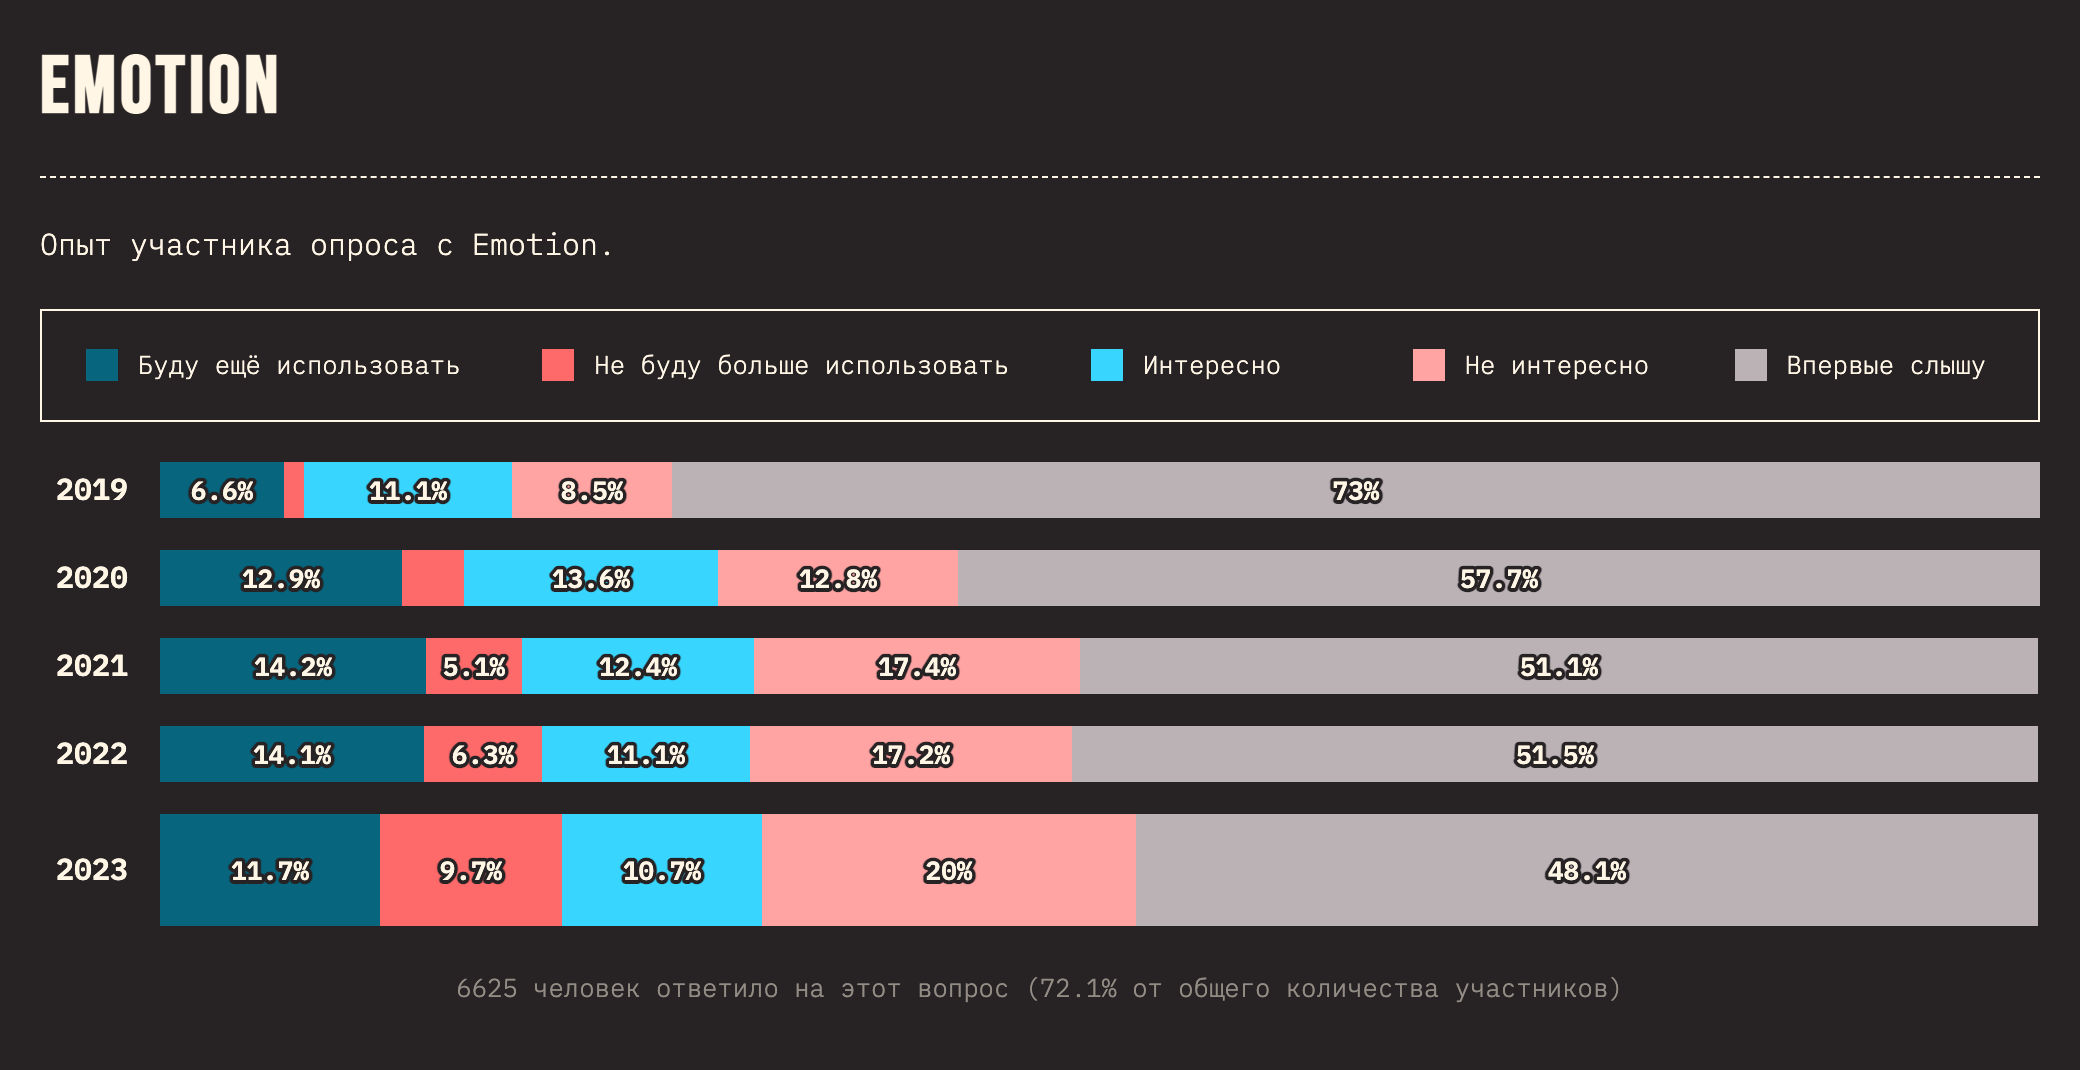 EMOTION
Опыт участника опроса с Emotion.
Буду ещё использовать Не буду больше использовать Интересно Не интересно Впервые слышу
2019 6.6% 11.1% 8.5% 73%
2020 12.9% 13.6% 12.8% 57.7%
2021 14.2% 5.1% 12.4% 17.4% 51.1%
2022 14.1% 6.3% 11.1% 17.2% 51.5%
2023 11.7% 9.7% 10.7% 20% 48.1%
6625 человек ответило на этот вопрос (72.1% от общего количества участников)